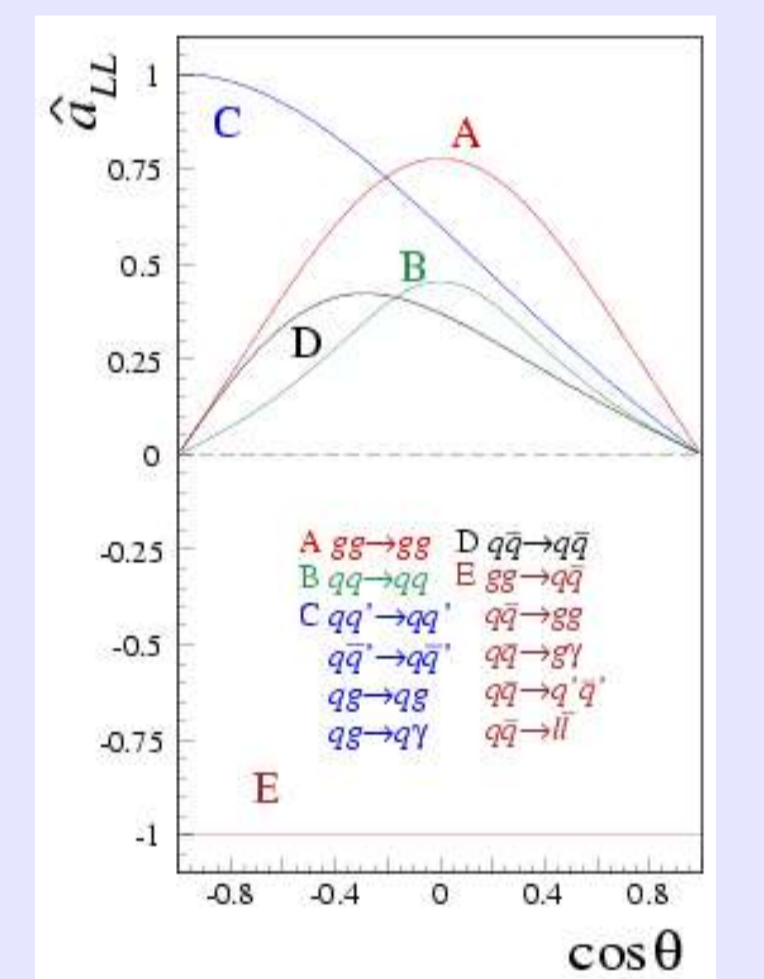 â_LL
1
C
A
0.75
0.5
B
D
0.25
0
-0.25
A gg→gg D qq̄→qq̄
B qq→qq E gg→qq̄
C qq'→qq' qq̄→gg
-0.5
qq̄'→qq̄' qq̄→gγ
qg→qg qq̄→q'q̄'
qg→qγ qq̄→ll̄
-0.75
E
-1
-0.8 -0.4 0 0.4 0.8
cosθ